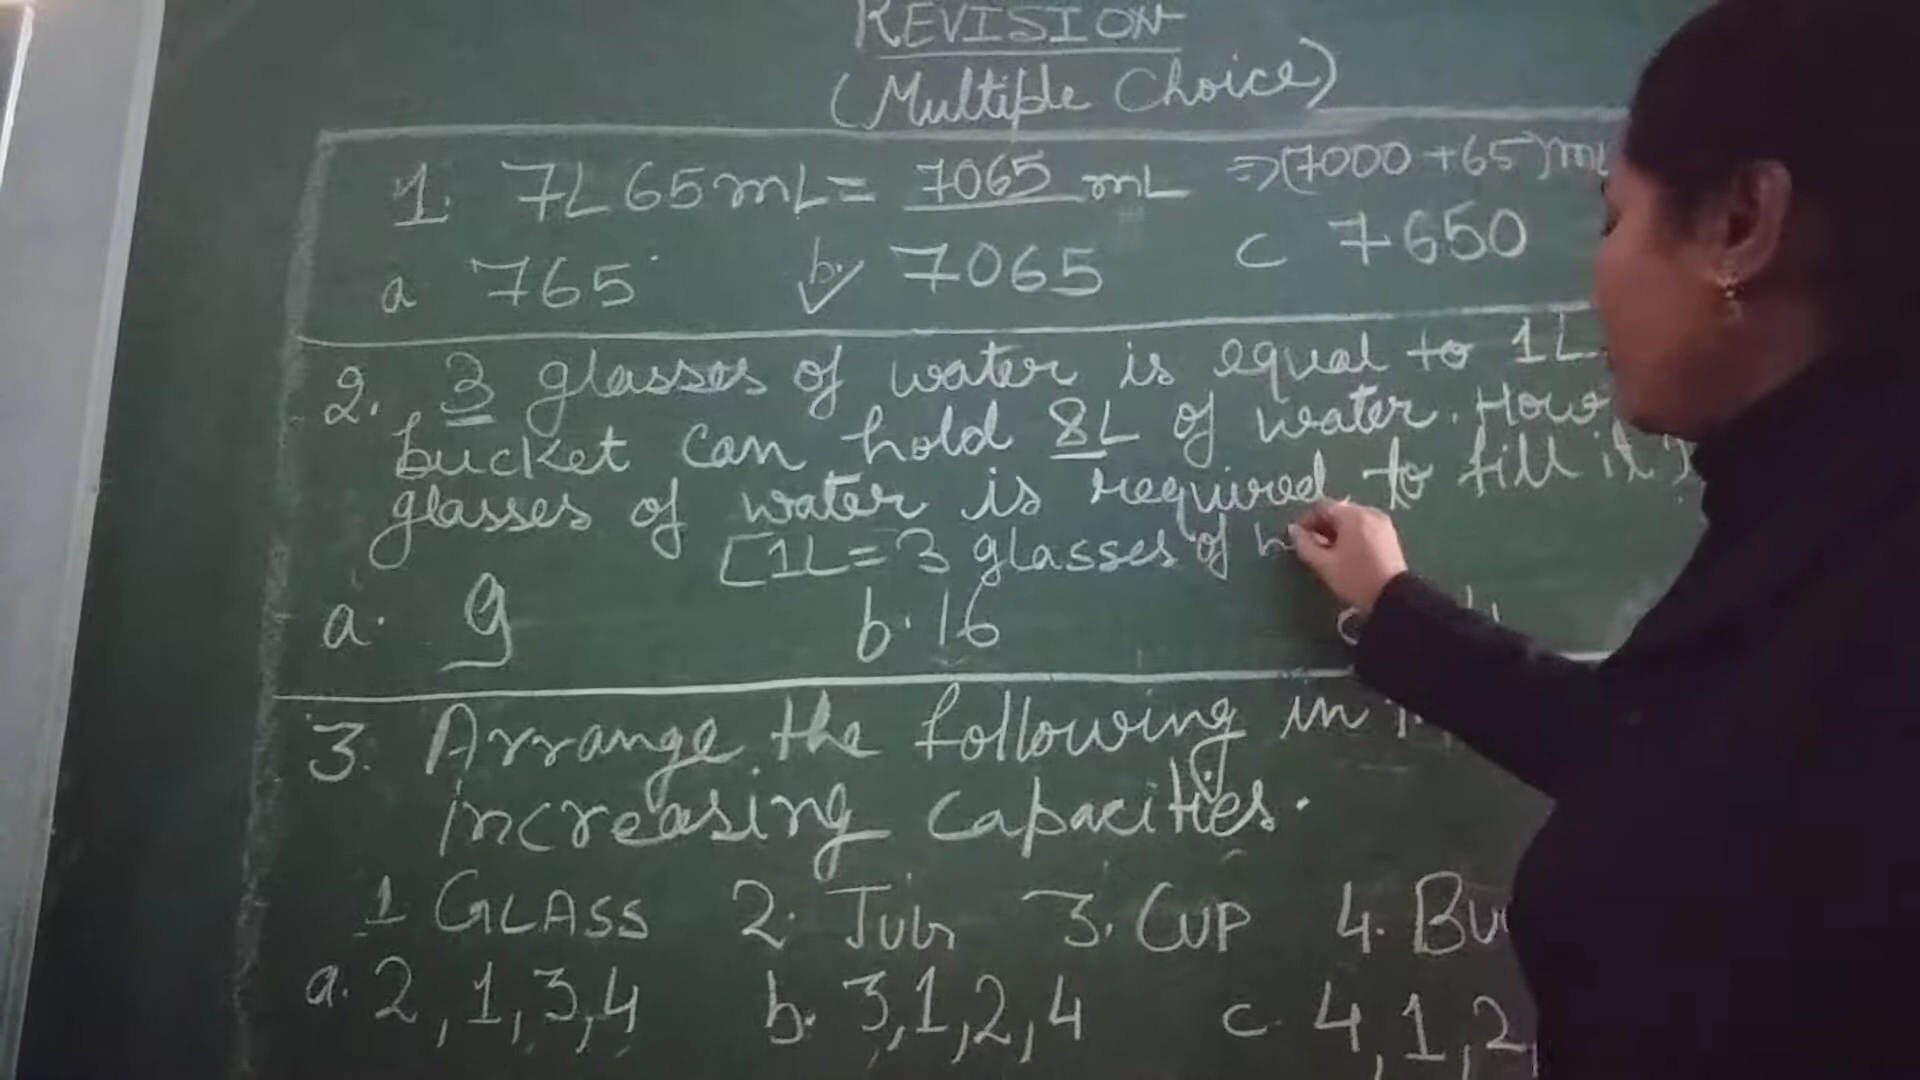 REVISION
(Multiple Choice)
1. 7L 65mL = 7065 mL ⇒(7000+65)mL
a 765 b. ✓ 7065 c 7650
2. 3 glasses of water is equal to 1L.
bucket can hold 8L of water. How
glasses of water is required to fill it?
[1L = 3 glasses of
a. 9 b. 16
3. Arrange the following in
increasing capacities.
1 GLASS 2. Tub 3. CUP 4. Bu
a. 2, 1, 3, 4 b. 3, 1, 2, 4 c 4, 1, 2